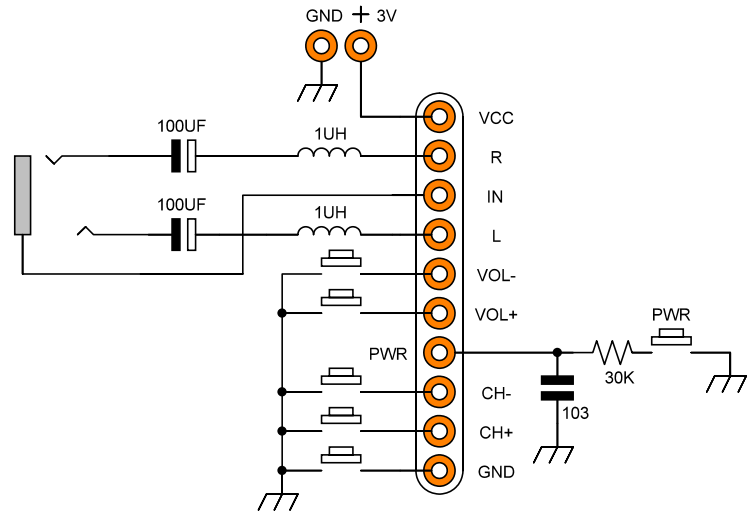 GND + 3V
VCC
100UF
1UH
R
IN
100UF
1UH
L
VOL-
VOL+
PWR
PWR
30K
CH-
103
CH+
GND